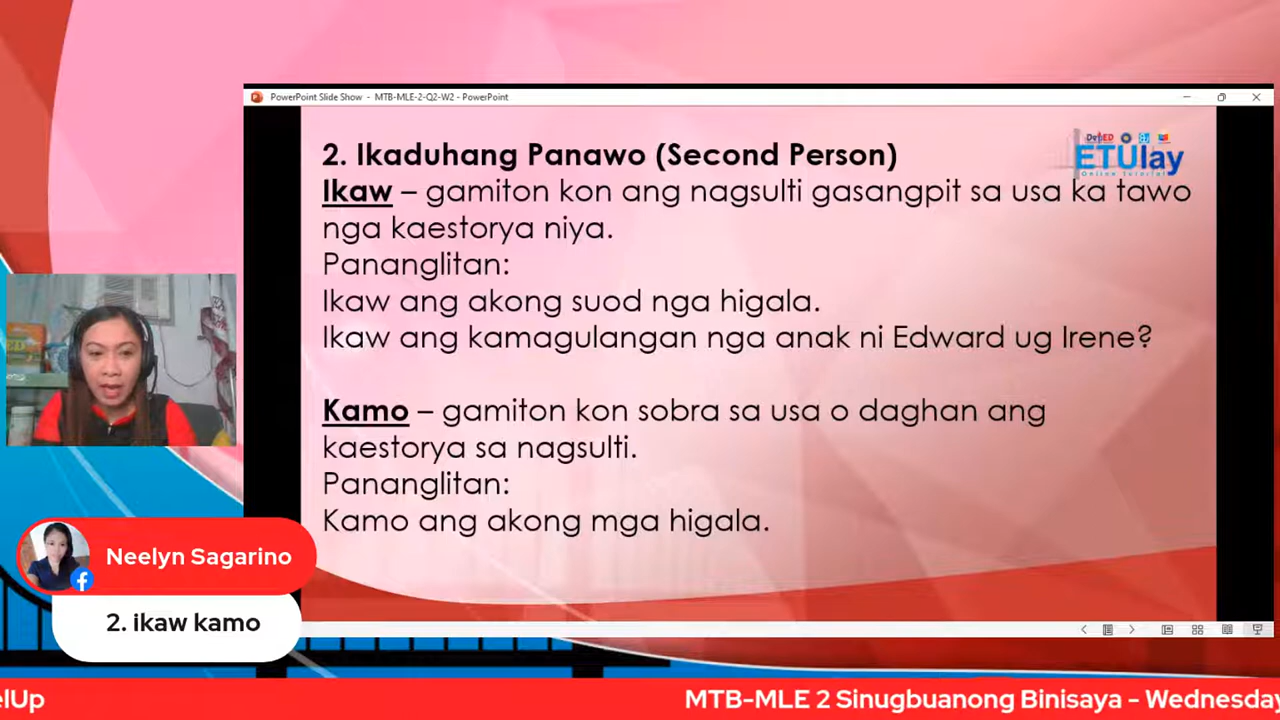 PowerPoint Slide Show - MTB-MLE-2-Q2-W2 - PowerPoint
DepED
ETUlay
Online Tutorial
2. Ikaduhang Panawo (Second Person)
Ikaw – gamiton kon ang nagsulti gasangpit sa usa ka tawo
nga kaestorya niya.
Pananglitan:
Ikaw ang akong suod nga higala.
Ikaw ang kamagulangan nga anak ni Edward ug Irene?
Kamo – gamiton kon sobra sa usa o daghan ang
kaestorya sa nagsulti.
Pananglitan:
Kamo ang akong mga higala.
Neelyn Sagarino
2. ikaw kamo
elUp
MTB-MLE 2 Sinugbuanong Binisaya - Wednesday